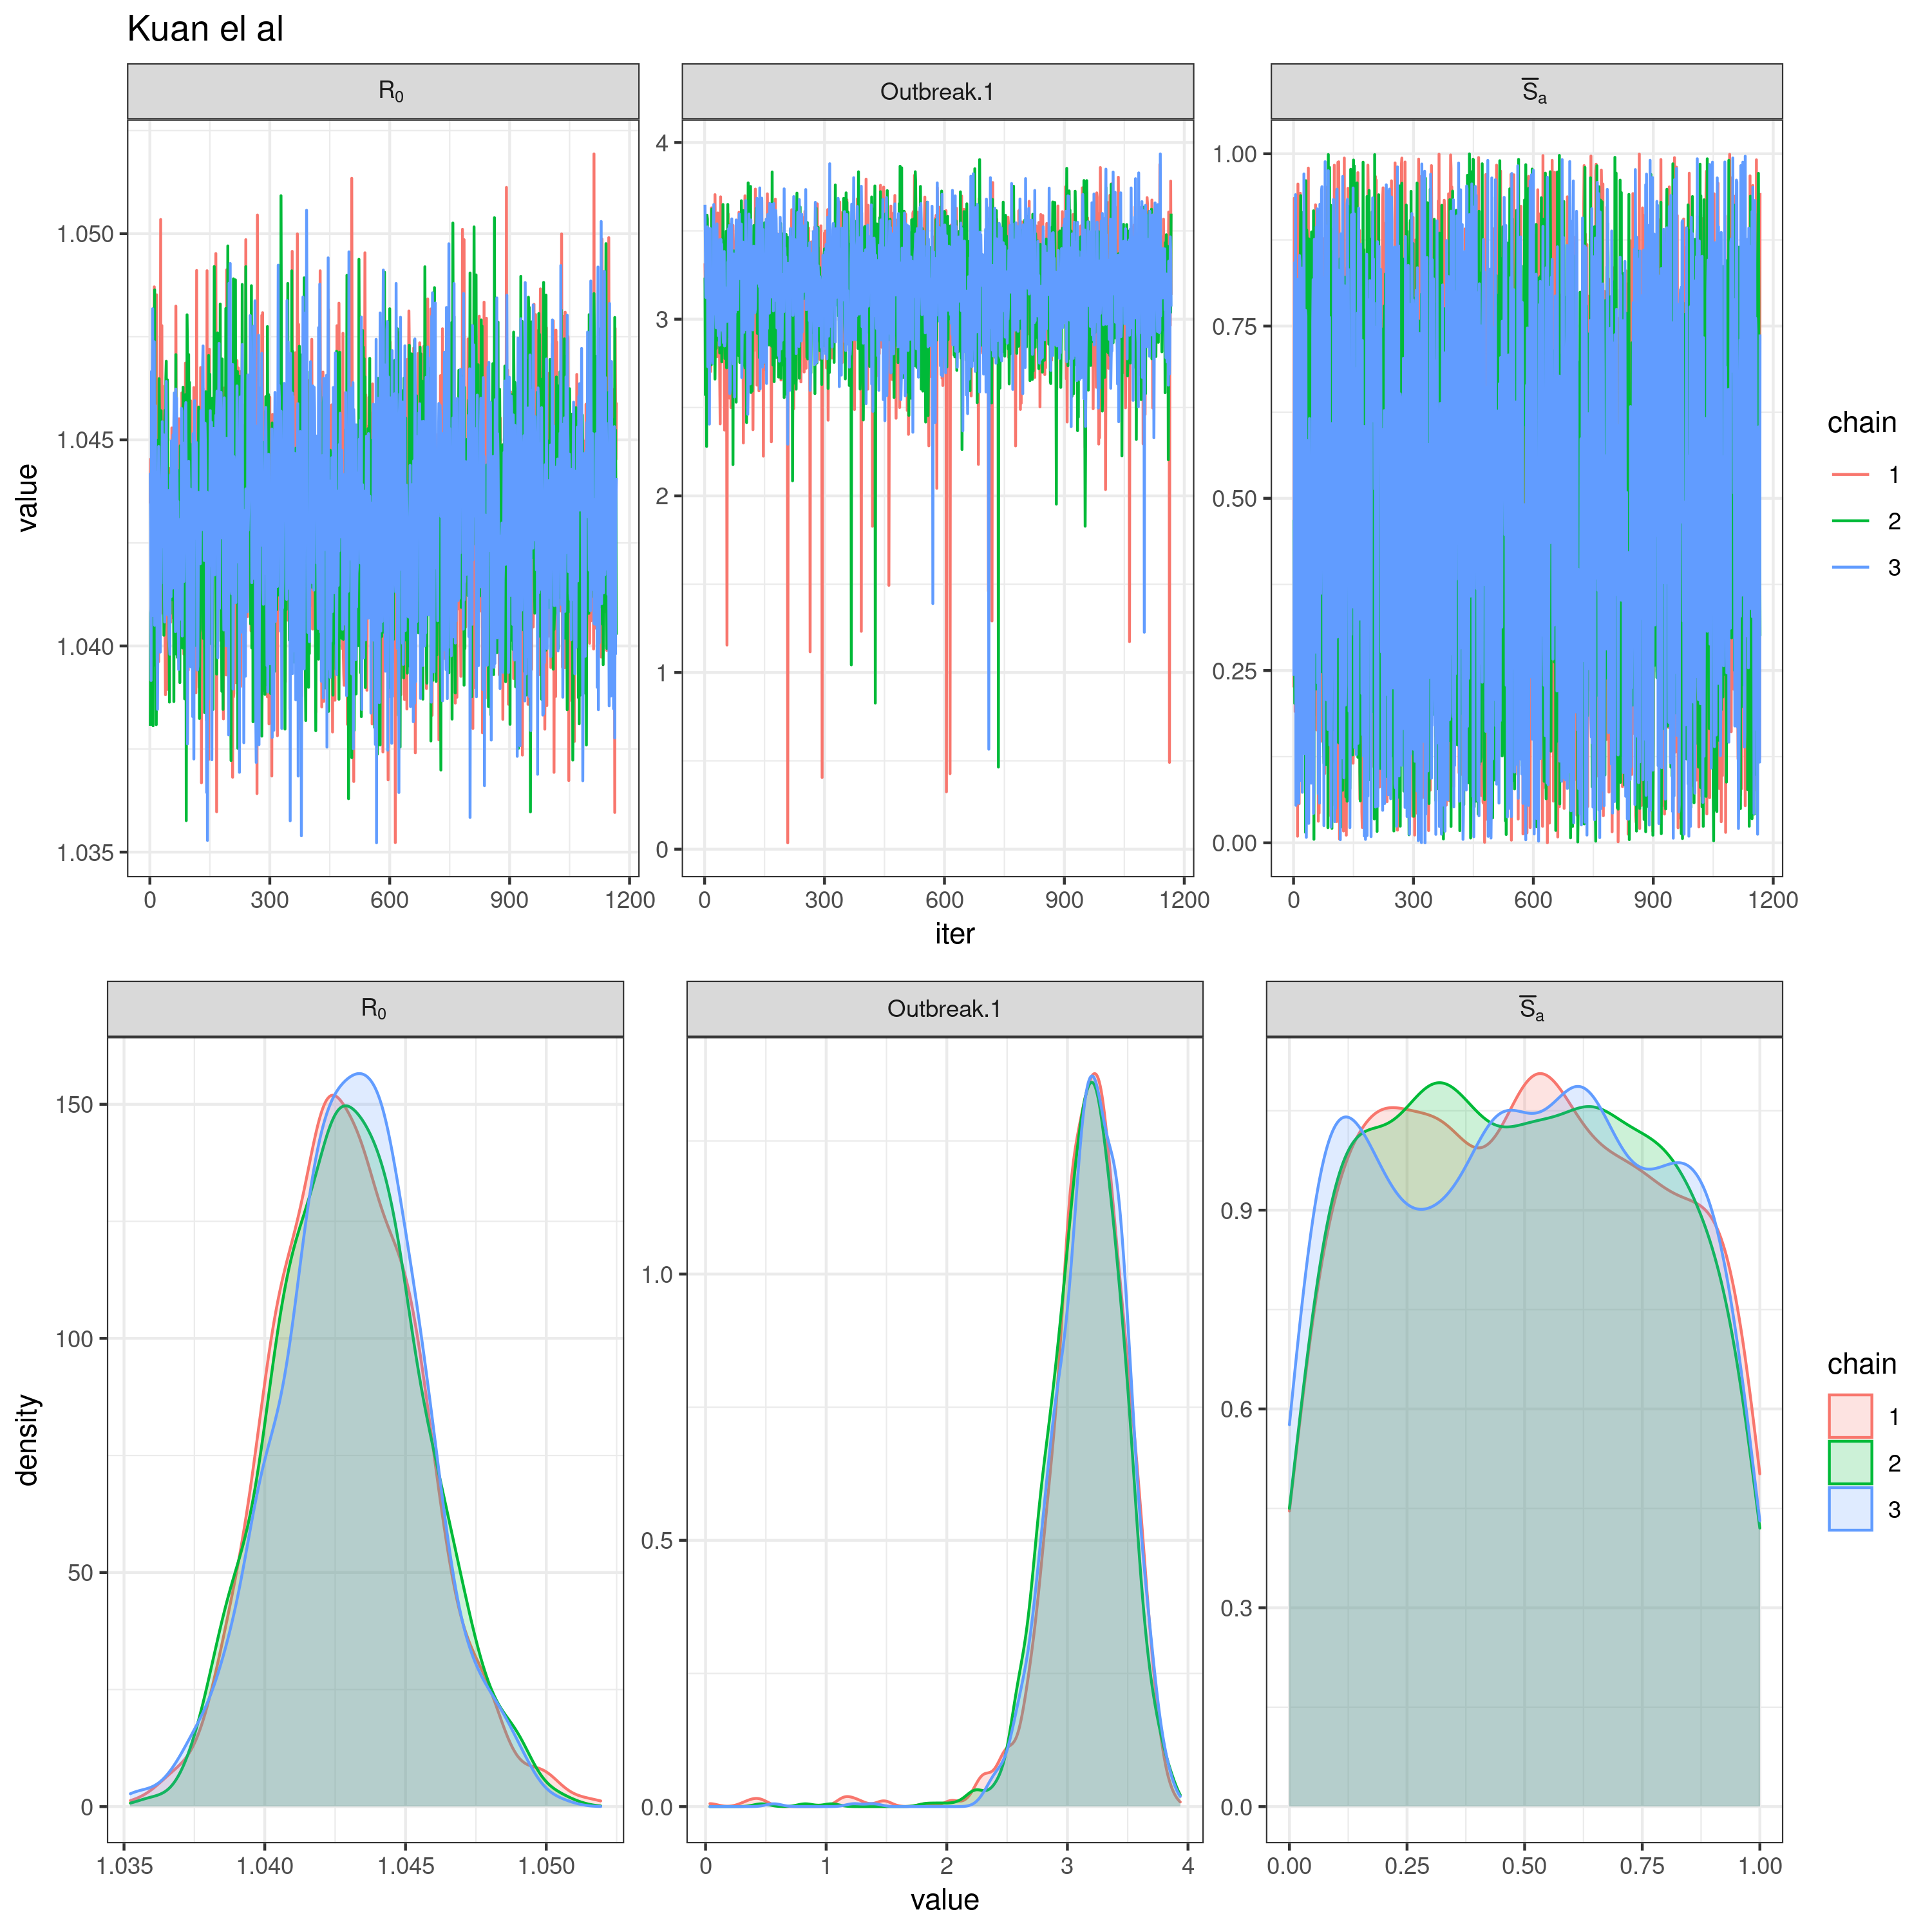 Kuan el al
R0 Outbreak.1 S̅a
value
1.050
1.045
1.040
1.035
4
3
2
1
0
1.00
0.75
0.50
0.25
0.00
0 300 600 900 1200 0 300 600 900 1200 0 300 600 900 1200
iter
chain
1
2
3
R0 Outbreak.1 S̅a
density
150
100
50
0
1.0
0.5
0.0
0.9
0.6
0.3
0.0
1.035 1.040 1.045 1.050 0 1 2 3 4 0.00 0.25 0.50 0.75 1.00
value
chain
1
2
3